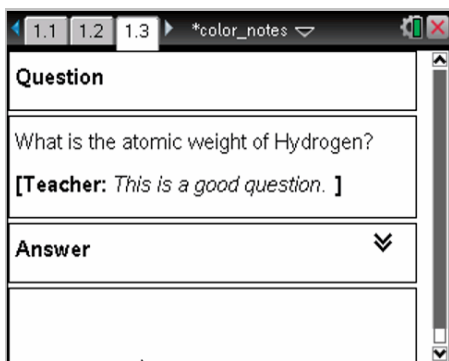 1.1 1.2 1.3 *color_notes
Question
What is the atomic weight of Hydrogen?
[Teacher: This is a good question. ]
Answer